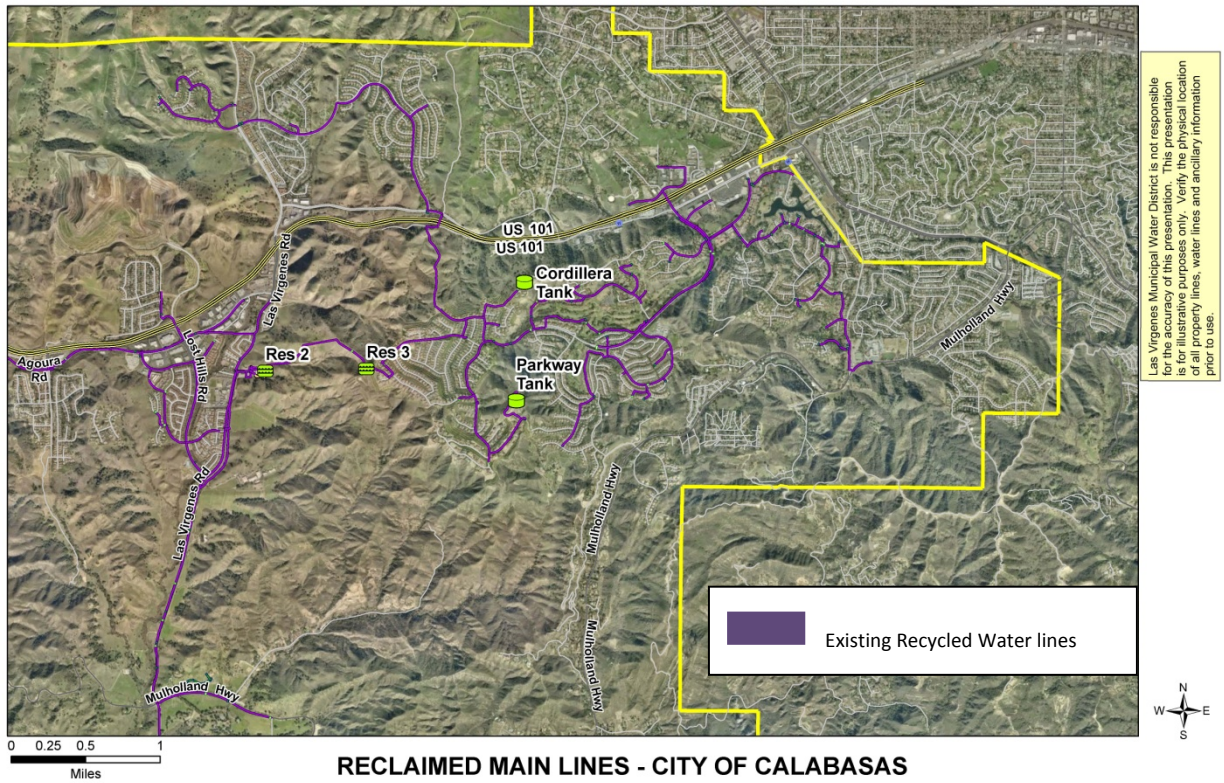 US 101
US 101
Cordillera
Tank
Las Virgenes Rd
Mulholland Hwy
Lost Hills Rd
Agoura
Rd
Res 2
Res 3
Parkway
Tank
Las Virgenes Rd
Mulholland Hwy
Mulholland Hwy
Mulholland Hwy
Existing Recycled Water lines
Las Virgenes Municipal Water District is not responsible
for the accuracy of this presentation. This presentation
is for illustrative purposes only. Verify the physical location
of all property lines, water lines and ancillary information
prior to use.
N
W E
S
0 0.25 0.5 1
Miles
RECLAIMED MAIN LINES - CITY OF CALABASAS